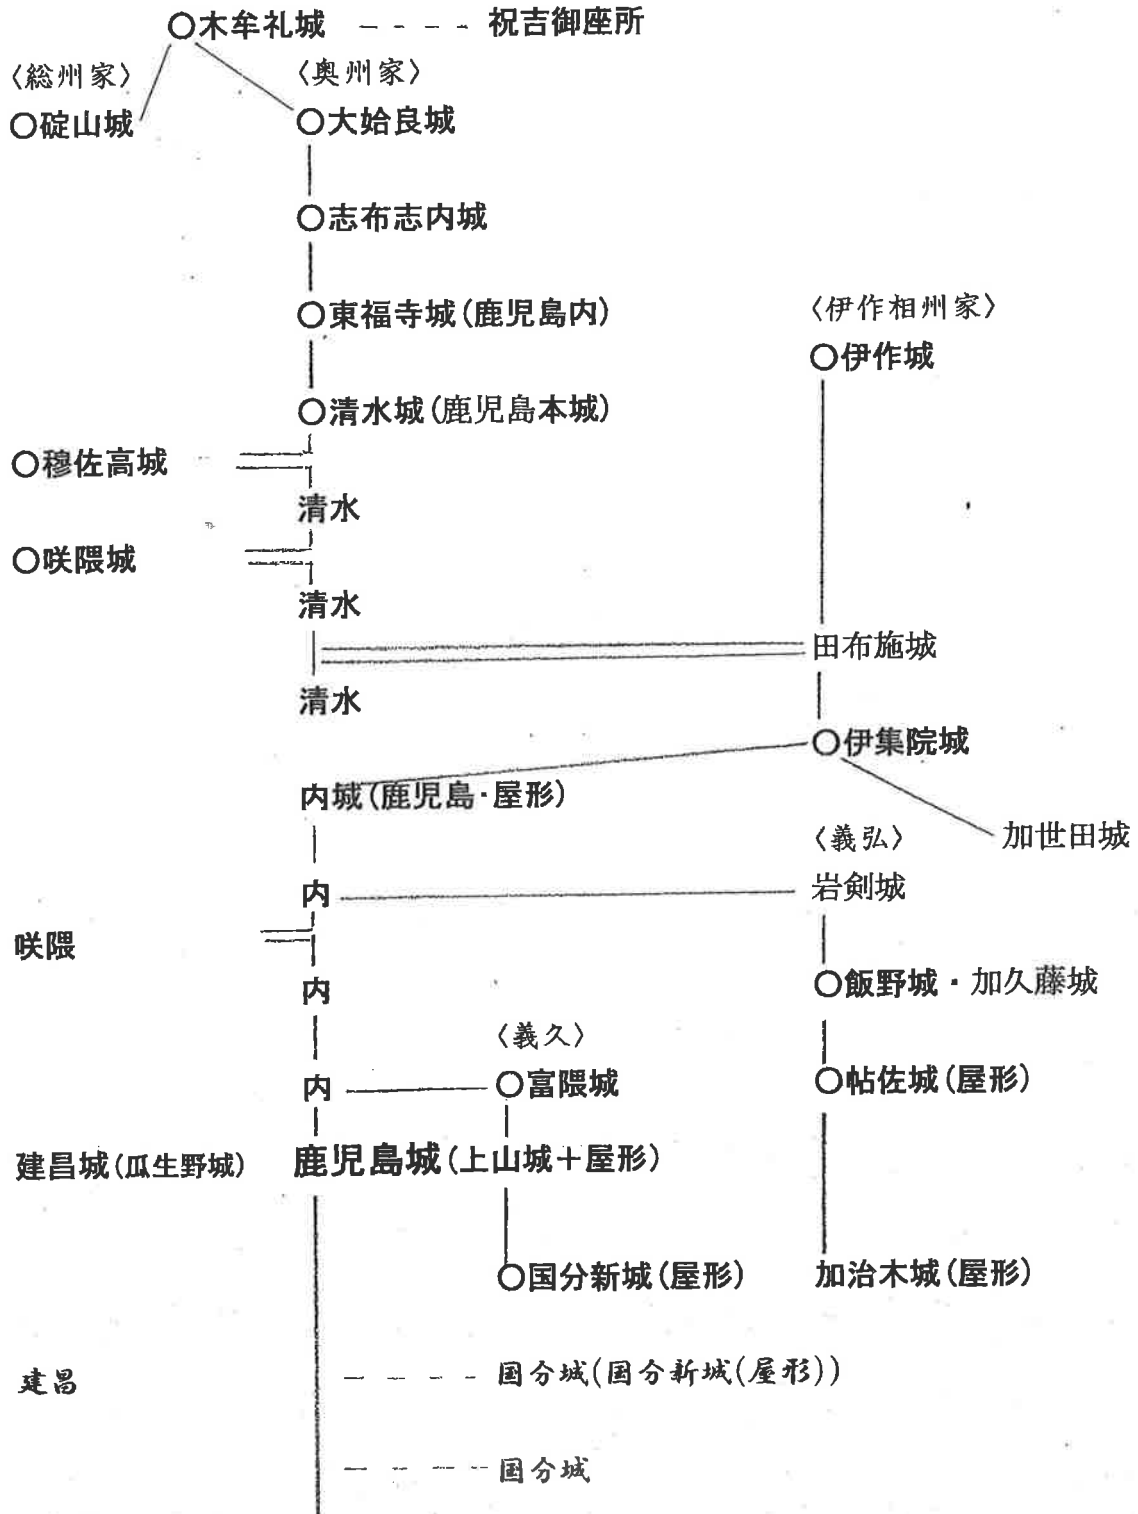 ○木牟礼城 ---- 祝吉御座所
〈総州家〉 〈奥州家〉
○碇山城 ○大姶良城
○志布志内城
○東福寺城(鹿児島内)
〈伊作相州家〉
○伊作城
○清水城(鹿児島本城)
○穆佐高城
清水
○咲隈城
清水
田布施城
清水
○伊集院城
内城(鹿児島・屋形)
加世田城
〈義弘〉
内 岩剣城
咲隈
内 ○飯野城・加久藤城
〈義久〉
内 ○富隈城 ○帖佐城(屋形)
建昌城(瓜生野城) 鹿児島城(上山城+屋形)
○国分新城(屋形) 加治木城(屋形)
建昌 ---- 国分城(国分新城(屋形))
---- 国分城